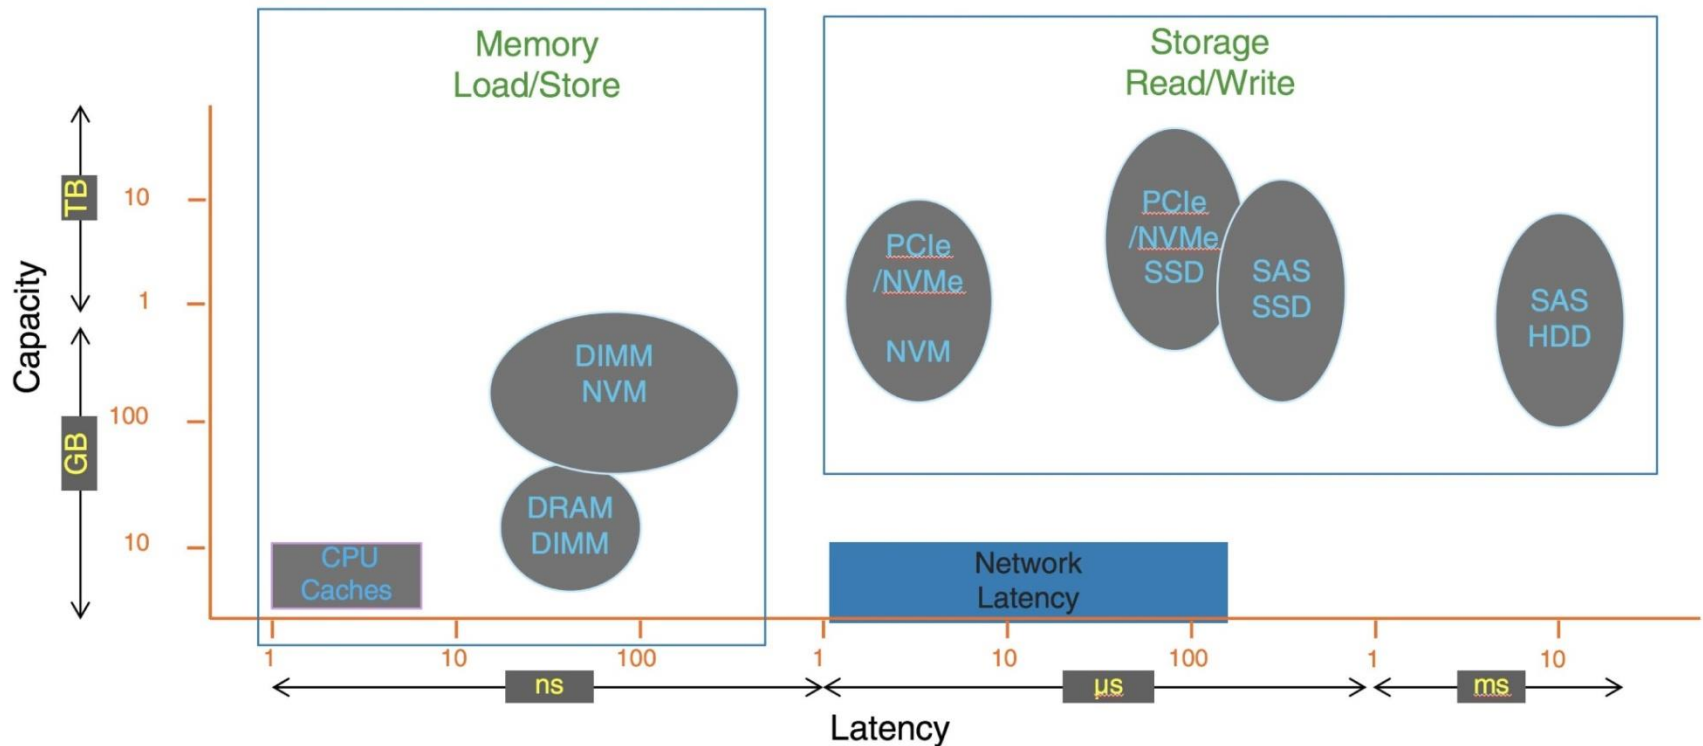 Memory
Load/Store
Storage
Read/Write
Capacity
TB
GB
10
1
100
10
PCIe
/NVMe
NVM
PCIe
/NVMe
SSD
SAS
SSD
SAS
HDD
DIMM
NVM
DRAM
DIMM
CPU
Caches
Network
Latency
1
10
100
1
10
100
1
10
ns
µs
ms
Latency